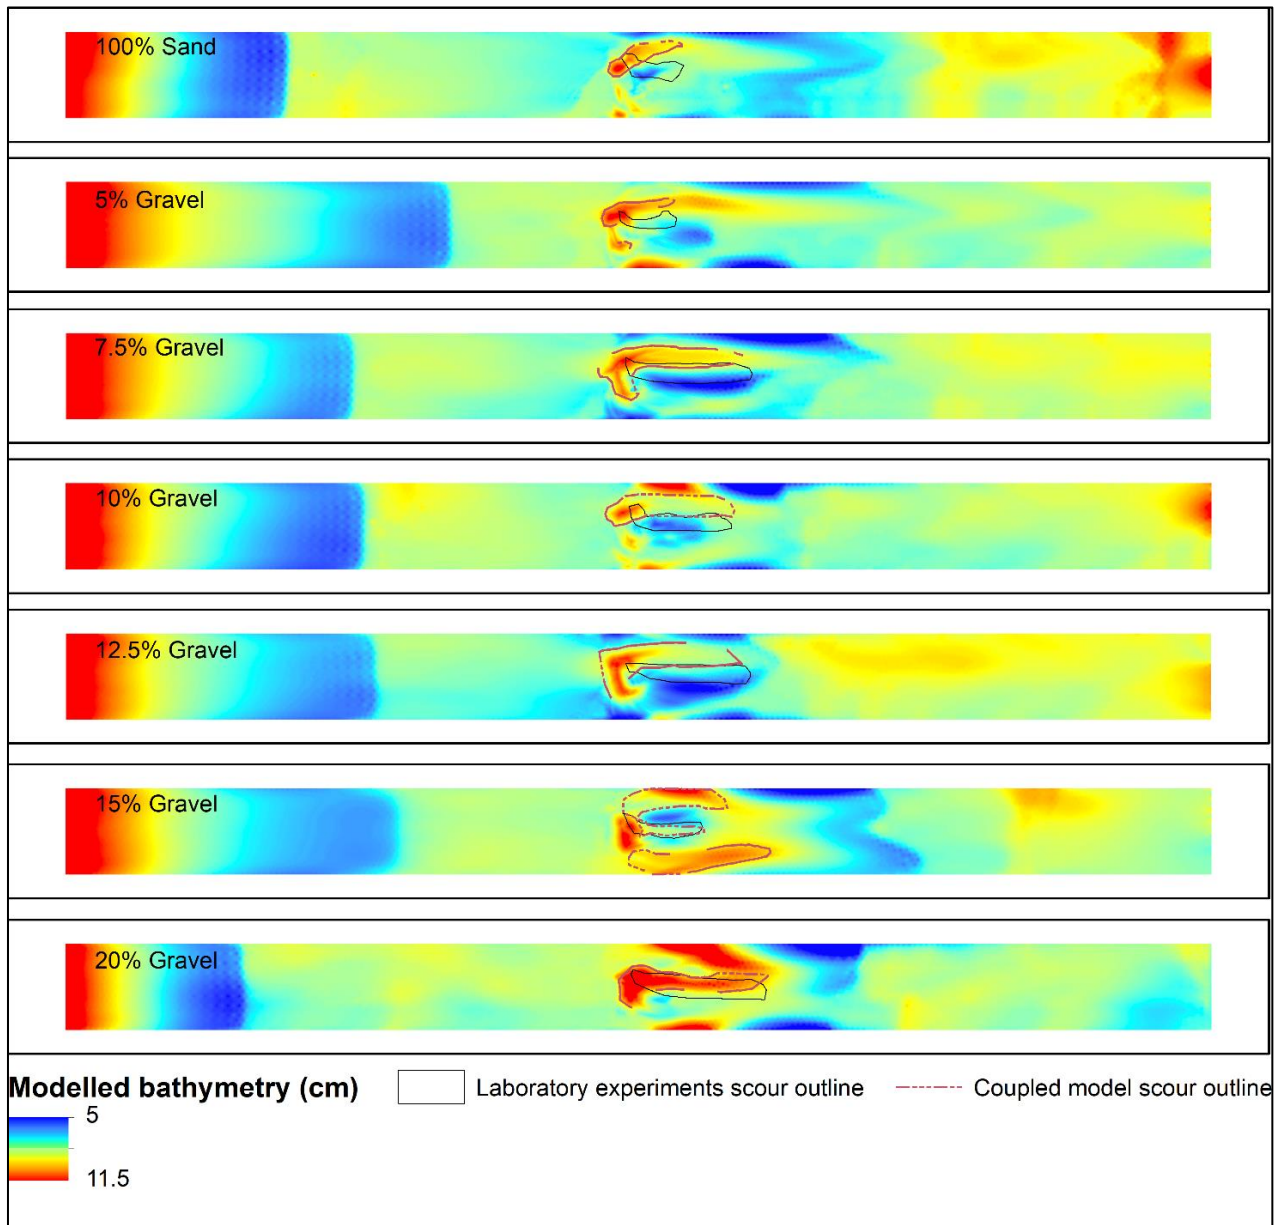 100% Sand
5% Gravel
7.5% Gravel
10% Gravel
12.5% Gravel
15% Gravel
20% Gravel
Modelled bathymetry (cm) Laboratory experiments scour outline Coupled model scour outline
5
11.5